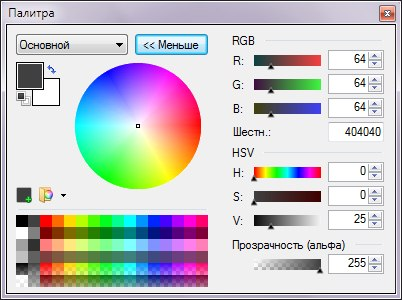 Палитра
Основной
<< Меньше
RGB
R: 64
G: 64
B: 64
Шестн.: 404040
HSV
H: 0
S: 0
V: 25
Прозрачность (альфа)
255